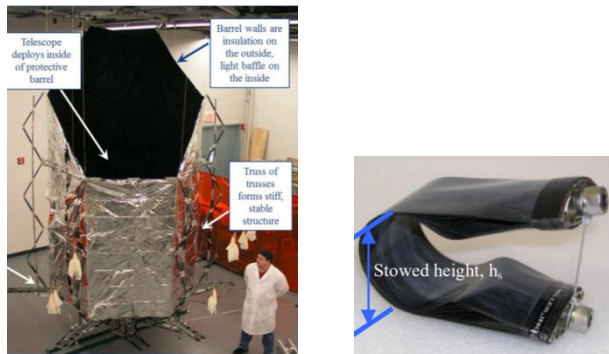 Telescope
deploys inside
of protective
barrel
Barrel walls are
insulation on
the outside,
light baffle on
the inside
Truss of
trusses
forms stiff,
stable
structure
Stowed height, hs